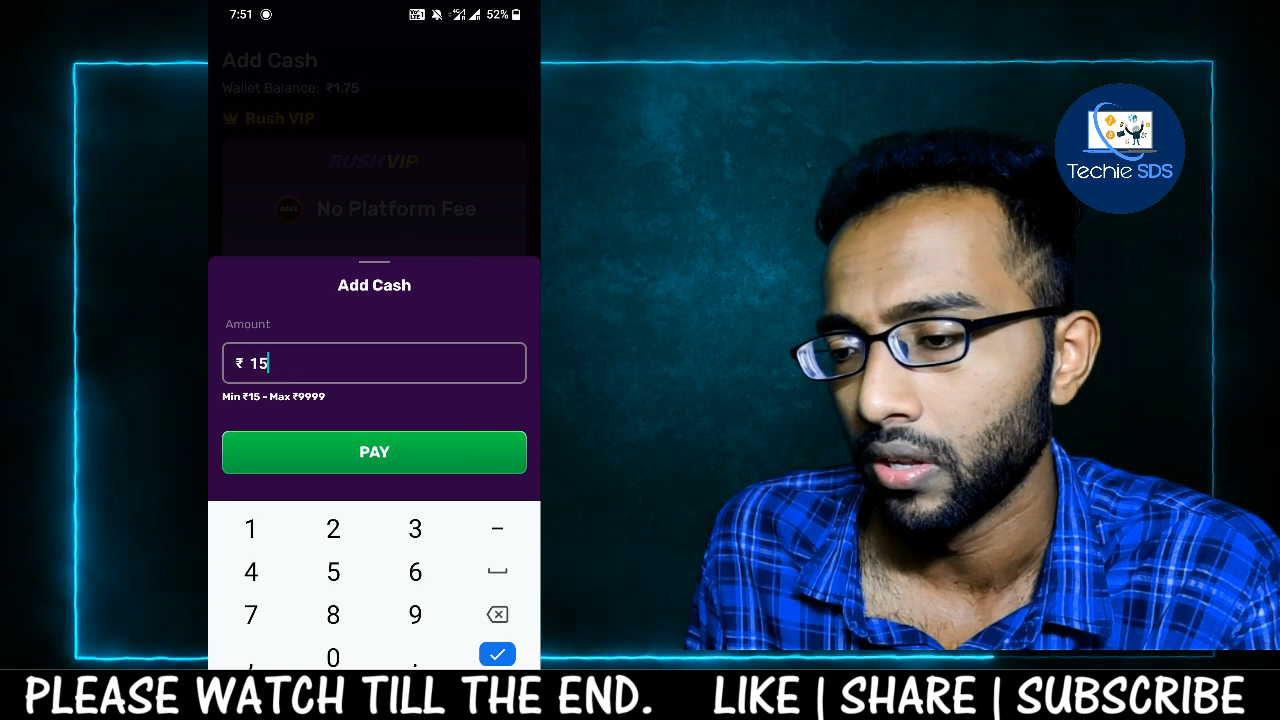 7:51
52%
Add Cash
Wallet Balance: ₹1.75
Rush VIP
RUSHVIP
No Platform Fee
Add Cash
Amount
₹ 15
Min ₹15 - Max ₹9999
PAY
1 2 3 -
4 5 6
7 8 9
, 0 .
Techie SDS
PLEASE WATCH TILL THE END. LIKE | SHARE | SUBSCRIBE